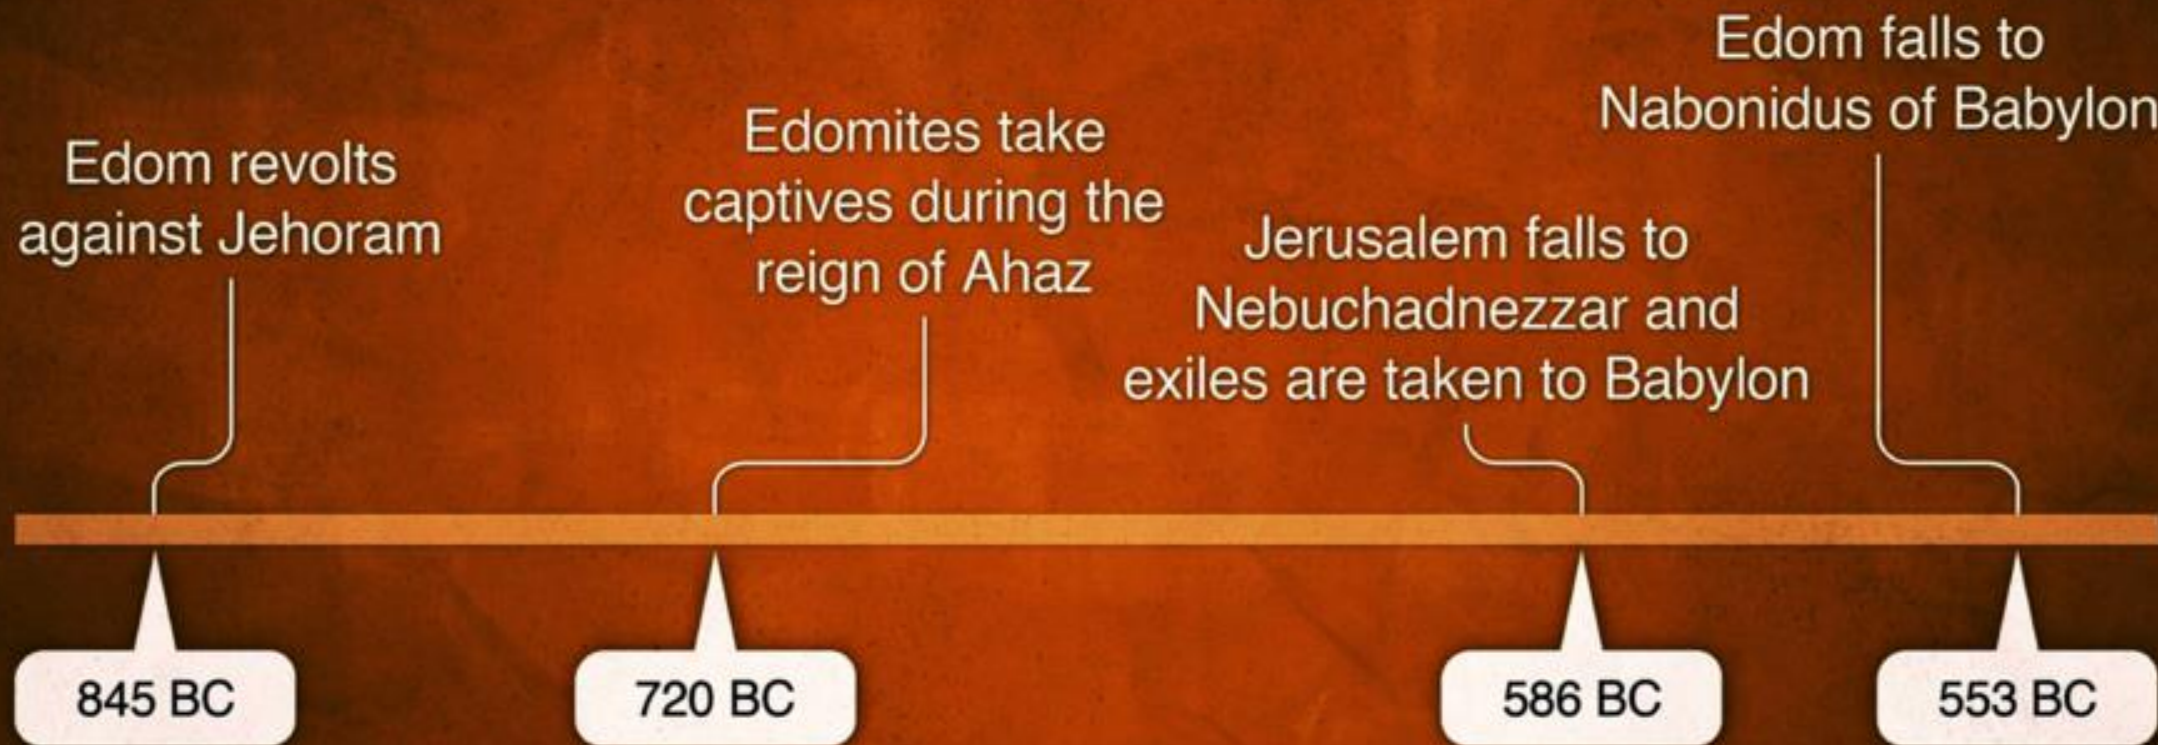 Edom revolts
against Jehoram
Edomites take
captives during the
reign of Ahaz
Jerusalem falls to
Nebuchadnezzar and
exiles are taken to Babylon
Edom falls to
Nabonidus of Babylon
845 BC
720 BC
586 BC
553 BC